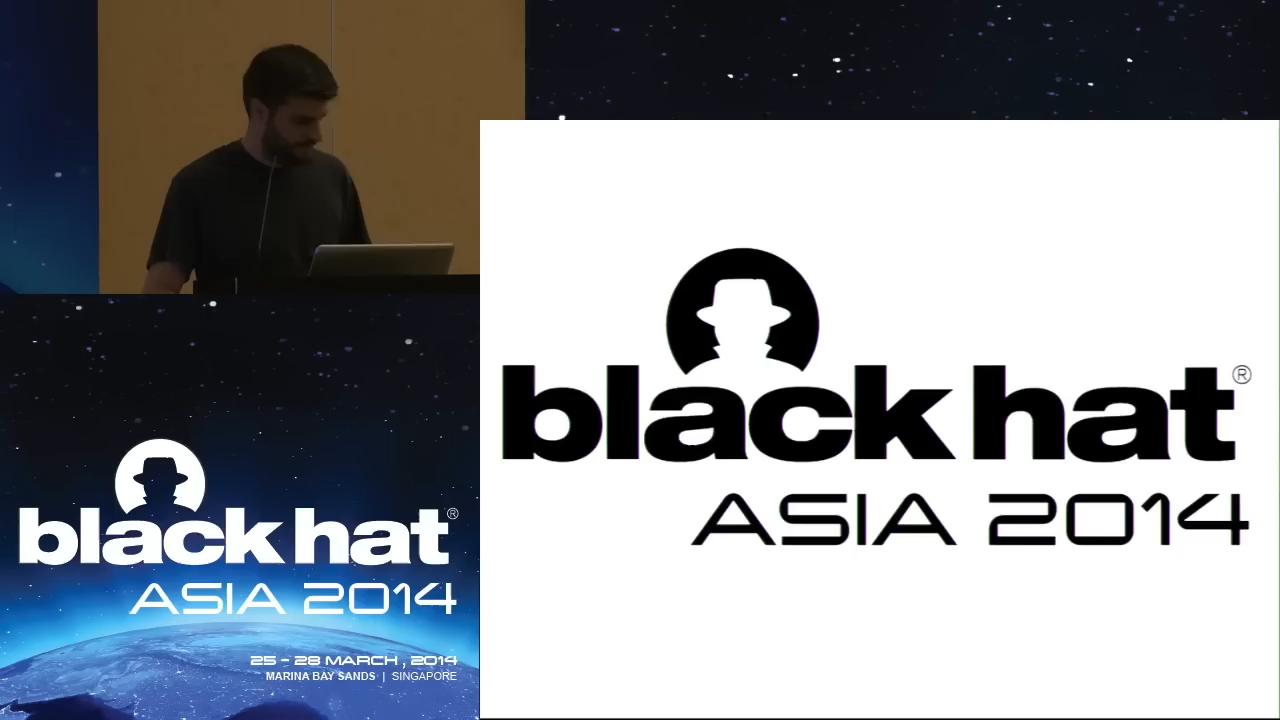 black hat®
ASIA 2014
black hat®
ASIA 2014
25 - 28 MARCH, 2014
MARINA BAY SANDS | SINGAPORE